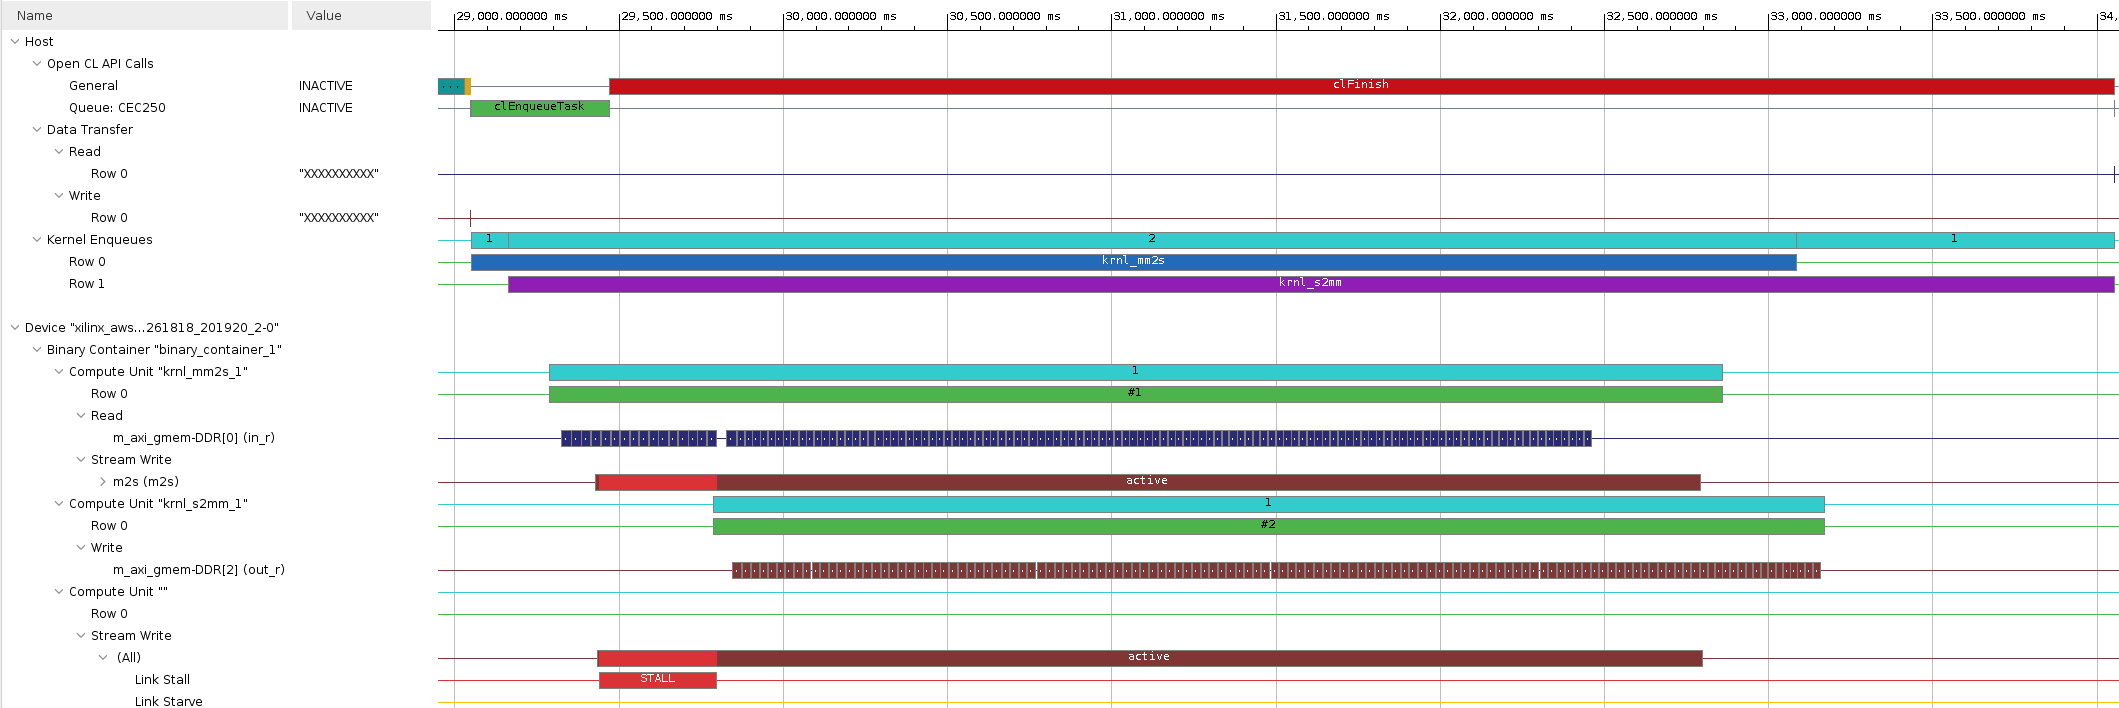 Name Value 29,000.000000 ms 29,500.000000 ms 30,000.000000 ms 30,500.000000 ms 31,000.000000 ms 31,500.000000 ms 32,000.000000 ms 32,500.000000 ms 33,000.000000 ms 33,500.000000 ms 34,
Host
Open CL API Calls
General INACTIVE ... clFinish
Queue: CEC250 INACTIVE clEnqueueTask
Data Transfer
Read
Row 0 "XXXXXXXXXX"
Write
Row 0 "XXXXXXXXXX"
Kernel Enqueues 1 2 1
Row 0 krnl_mm2s
Row 1 krnl_s2mm
Device "xilinx_aws...261818_201920_2-0"
Binary Container "binary_container_1"
Compute Unit "krnl_mm2s_1" 1
Row 0 #1
Read
m_axi_gmem-DDR[0] (in_r)
Stream Write
m2s (m2s) active
Compute Unit "krnl_s2mm_1" 1
Row 0 #2
Write
m_axi_gmem-DDR[2] (out_r)
Compute Unit ""
Row 0
Stream Write
(All) active
Link Stall STALL
Link Starve